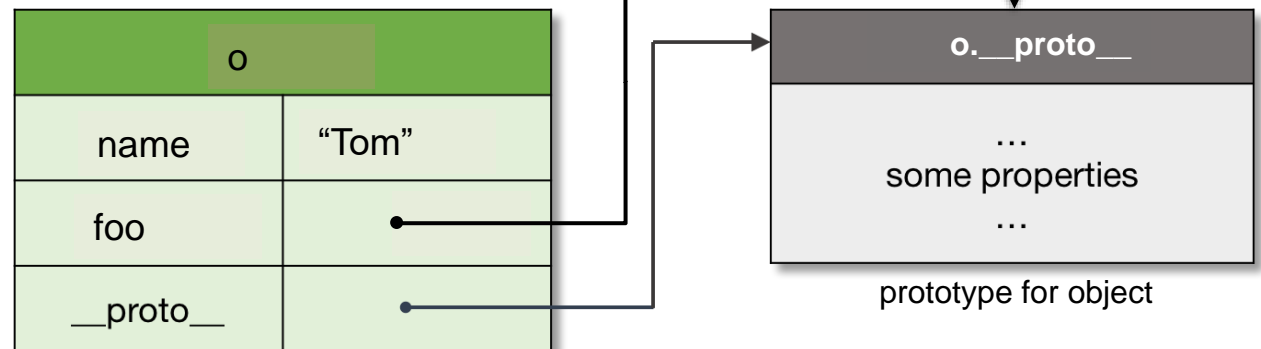 o
name “Tom”
foo
__proto__
o.__proto__
...
some properties
...
prototype for object